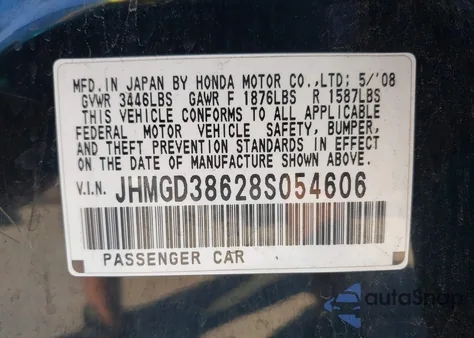 MFD.IN JAPAN BY HONDA MOTOR CO.,LTD; 5/'08
GVWR 3446LBS GAWR F 1876LBS R 1587LBS
THIS VEHICLE CONFORMS TO ALL APPLICABLE
FEDERAL MOTOR VEHICLE SAFETY, BUMPER,
AND THEFT PREVENTION STANDARDS IN EFFECT
ON THE DATE OF MANUFACTURE SHOWN ABOVE.
V.I.N. JHMGD38628S054606
PASSENGER CAR
autoSnap